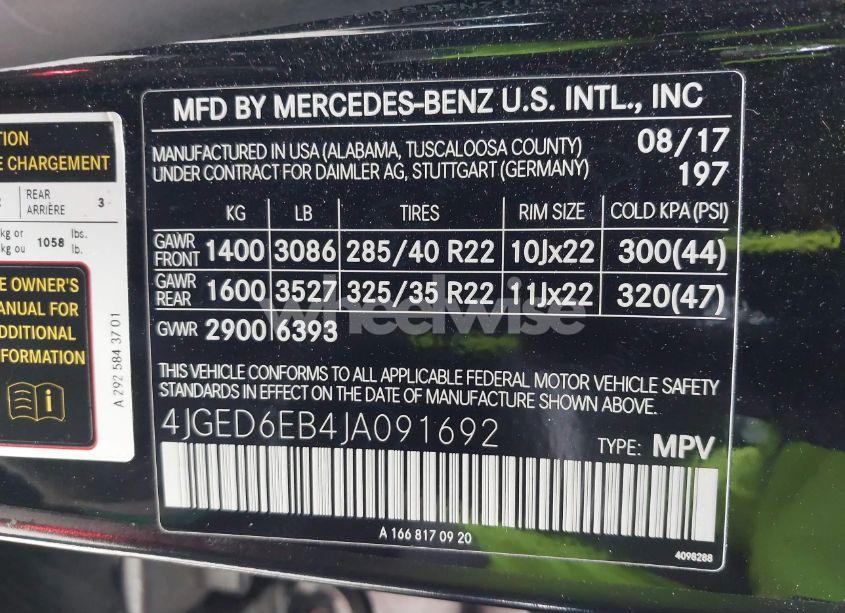 TION
E CHARGEMENT
REAR
ARRIÈRE 3
kg or
kg ou 1058 lbs.
lb.
E OWNER'S
ANUAL FOR
DDITIONAL
NFORMATION
A 292 584 37 01
MFD BY MERCEDES-BENZ U.S. INTL., INC
MANUFACTURED IN USA (ALABAMA, TUSCALOOSA COUNTY) 08/17
UNDER CONTRACT FOR DAIMLER AG, STUTTGART (GERMANY) 197
KG LB TIRES RIM SIZE COLD KPA (PSI)
GAWR FRONT 1400 3086 285/40 R22 10Jx22 300(44)
GAWR REAR 1600 3527 325/35 R22 11Jx22 320(47)
GVWR 2900 6393
wheelwise
THIS VEHICLE CONFORMS TO ALL APPLICABLE FEDERAL MOTOR VEHICLE SAFETY
STANDARDS IN EFFECT ON THE DATE OF MANUFACTURE SHOWN ABOVE.
4JGED6EB4JA091692 TYPE: MPV
A 166 817 09 20
4098288